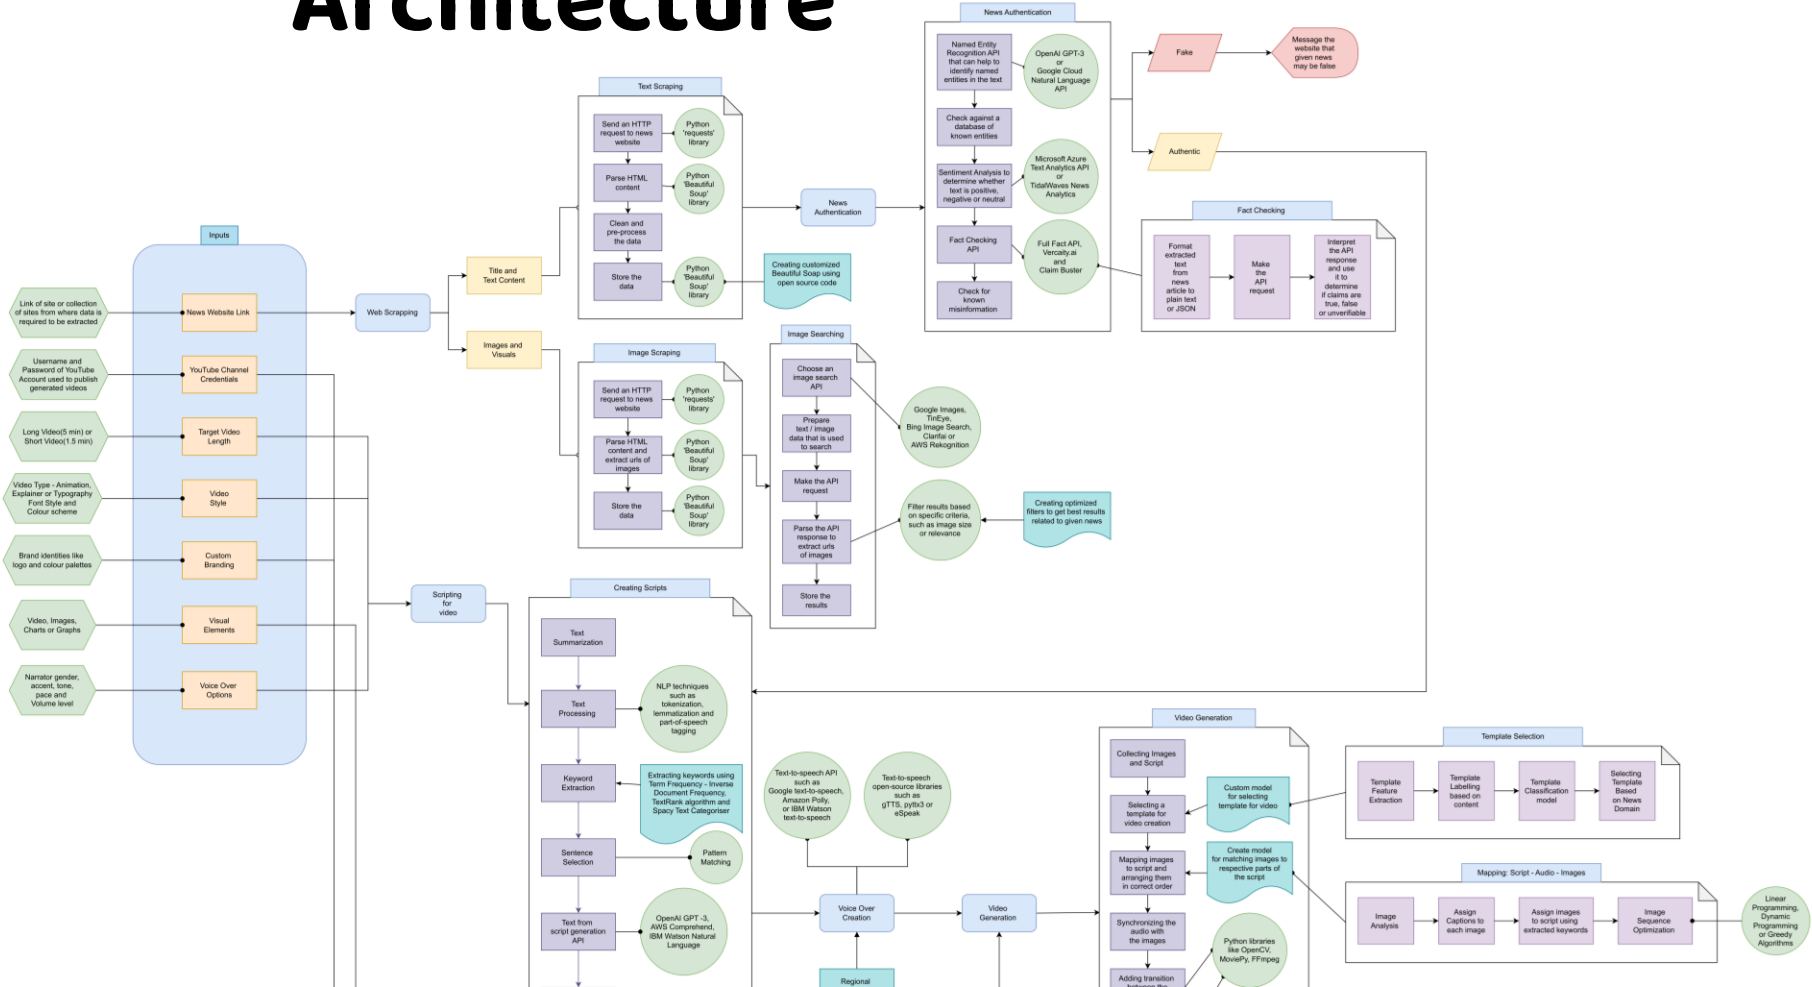 Architecture
News Authentication
Named Entity
Recognition API
that can help to
identify named
entities in the text
OpenAI GPT-3
or
Google Cloud
Natural Language
API
Fake
Message the
website that
given news
may be false
Check against a
database of
known entities
Authentic
Sentiment Analysis to
determine whether
text is positive,
negative or neutral
Microsoft Azure
Text Analytics API
or
TidalWaves News
Analytics
Fact Checking
API
Full Fact API,
Vercaity.ai
and
Claim Buster
Check for
known
misinformation
Fact Checking
Format
extracted
text
from
news
article to
plain text
or JSON
Make
the
API
request
Interpret
the API
response
and use
it to
determine
if claims are
true, false
or unverifiable
Text Scraping
Send an HTTP
request to news
website
Python
'requests'
library
Parse HTML
content
Python
'Beautiful
Soup'
library
Clean and
pre-process
the data
Store the
data
Python
'Beautiful
Soup'
library
Creating customized
Beautiful Soap using
open source code
News
Authentication
Inputs
Link of site or collection
of sites from where data is
required to be extracted
News Website Link
Web Scrapping
Title and
Text Content
Images and
Visuals
Username and
Password of YouTube
Account used to publish
generated videos
YouTube Channel
Credentials
Long Video(5 min) or
Short Video(1.5 min)
Target Video
Length
Video Type - Animation,
Explainer or Typography
Font Style and
Colour scheme
Video
Style
Brand identities like
logo and colour palettes
Custom
Branding
Video, Images,
Charts or Graphs
Visual
Elements
Narrator gender,
accent, tone,
pace and
Volume level
Voice Over
Options
Image Scraping
Send an HTTP
request to news
website
Python
'requests'
library
Parse HTML
content and
extract urls of
images
Python
'Beautiful
Soup'
library
Store the
data
Python
'Beautiful
Soup'
library
Image Searching
Choose an
image search
API
Google Images,
TinEye,
Bing Image Search,
Clarifai or
AWS Rekognition
Prepare
text / image
data that is used
to search
Make the API
request
Parse the API
response to
extract urls
of images
Filter results based
on specific criteria,
such as image size
or relevance
Creating optimized
filters to get best results
related to given news
Store the
results
Scripting
for
video
Creating Scripts
Text
Summarization
Text
Processing
NLP techniques
such as
tokenization,
lemmatization and
part-of-speech
tagging
Keyword
Extraction
Extracting keywords using
Term Frequency - Inverse
Document Frequency,
TextRank algorithm and
Spacy Text Categoriser
Sentence
Selection
Pattern
Matching
Text from
script generation
API
OpenAI GPT -3,
AWS Comprehend,
IBM Watson Natural
Language
Text-to-speech API
such as
Google text-to-speech,
Amazon Polly,
or IBM Watson
text-to-speech
Text-to-speech
open-source libraries
such as
gTTS, pyttx3 or
eSpeak
Voice Over
Creation
Regional
Video
Generation
Video Generation
Collecting Images
and Script
Selecting a
template for
video creation
Custom model
for selecting
template for video
Mapping images
to script and
arranging them
in correct order
Create model
for matching images to
respective parts of
the script
Synchronizing the
audio with
the images
Python libraries
like OpenCV,
MoviePy, FFmpeg
Adding transition
between the
Template Selection
Template
Feature
Extraction
Template
Labelling
based on
content
Template
Classification
model
Selecting
Template
Based
on News
Domain
Mapping: Script - Audio - Images
Image
Analysis
Assign
Captions to
each image
Assign images
to script using
extracted keywords
Image
Sequence
Optimization
Linear
Programming,
Dynamic
Programming
or Greedy
Algorithms